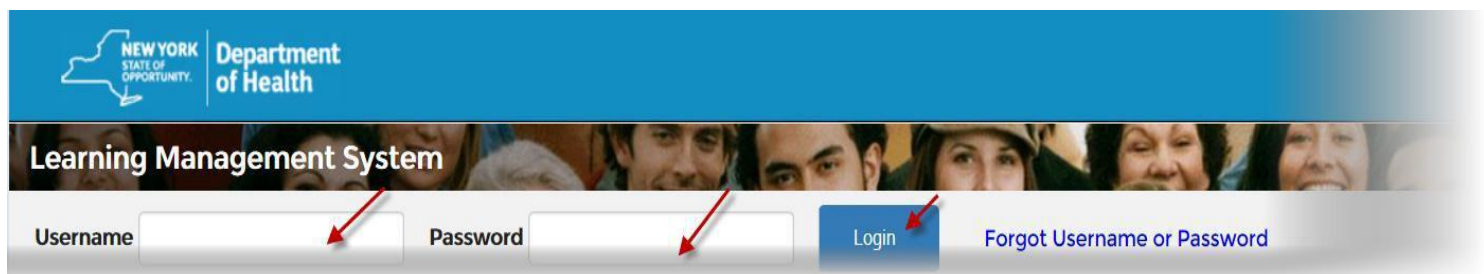 NEW YORK
STATE OF
OPPORTUNITY.
Department
of Health
Learning Management System
Username Password Login Forgot Username or Password